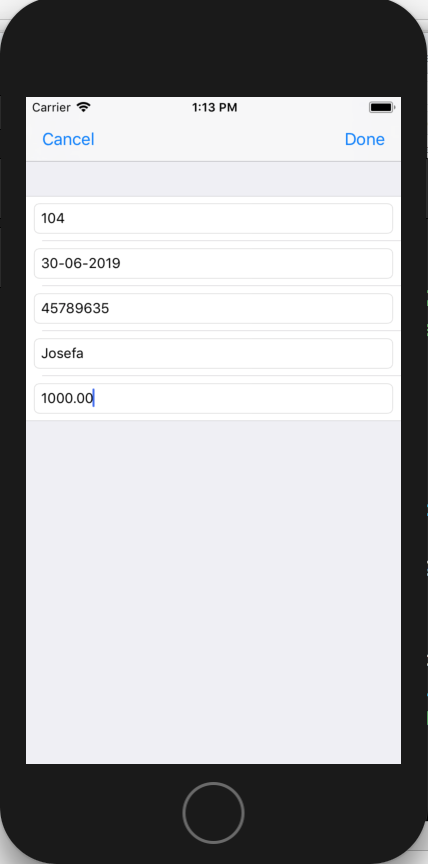 Carrier 1:13 PM
Cancel Done
104
30-06-2019
45789635
Josefa
1000.00